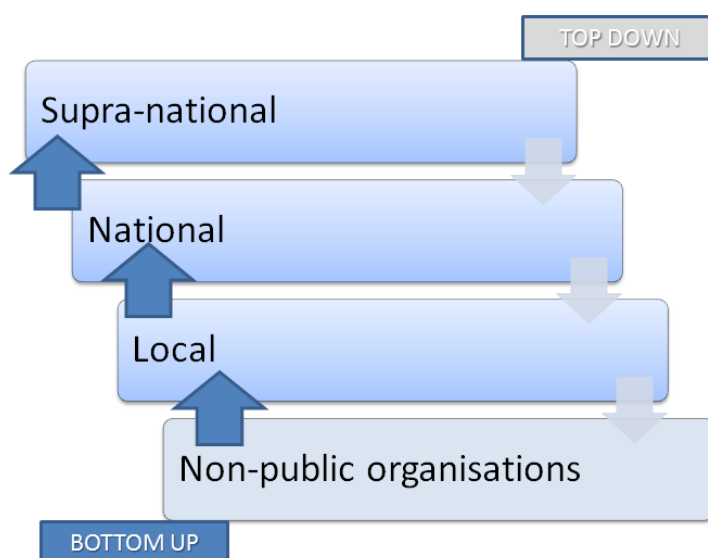 TOP DOWN
Supra-national
National
Local
Non-public organisations
BOTTOM UP